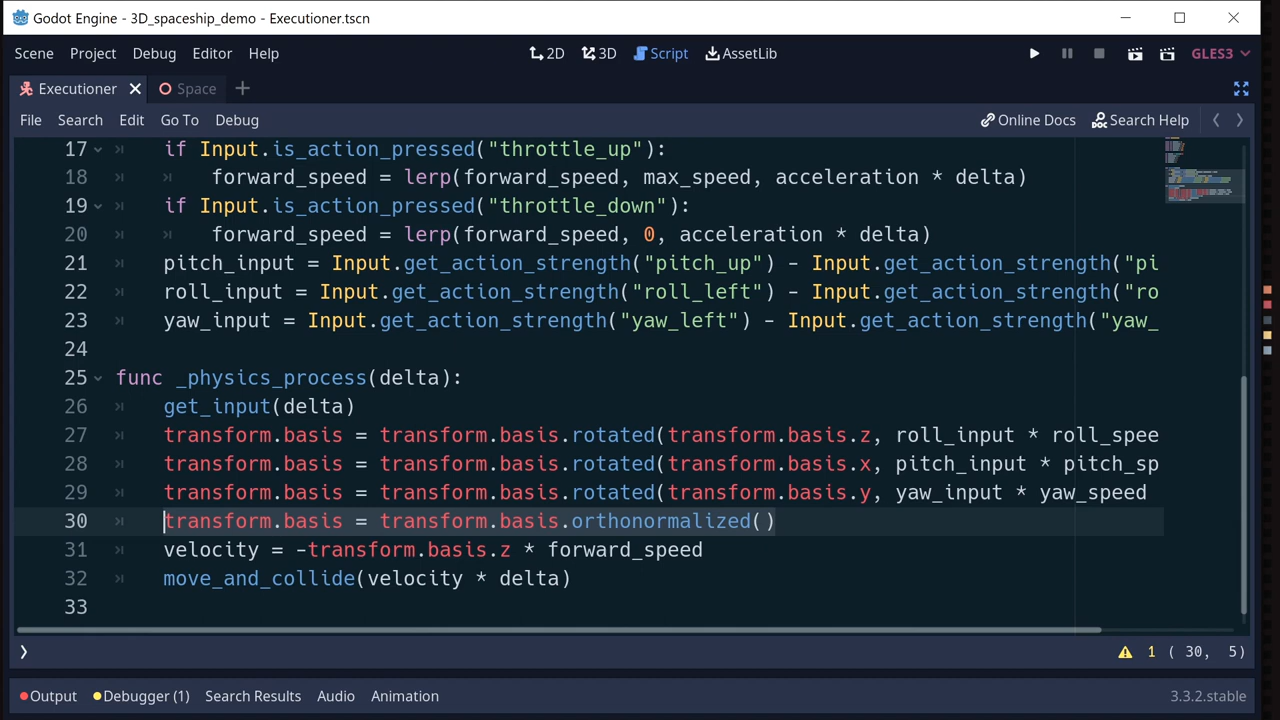 Godot Engine - 3D_spaceship_demo - Executioner.tscn
Scene Project Debug Editor Help 2D 3D Script AssetLib GLES3
Executioner Space
File Search Edit Go To Debug Online Docs Search Help
17 if Input.is_action_pressed("throttle_up"):
18 forward_speed = lerp(forward_speed, max_speed, acceleration * delta)
19 if Input.is_action_pressed("throttle_down"):
20 forward_speed = lerp(forward_speed, 0, acceleration * delta)
21 pitch_input = Input.get_action_strength("pitch_up") - Input.get_action_strength("pi
22 roll_input = Input.get_action_strength("roll_left") - Input.get_action_strength("ro
23 yaw_input = Input.get_action_strength("yaw_left") - Input.get_action_strength("yaw_
24
25 func _physics_process(delta):
26 get_input(delta)
27 transform.basis = transform.basis.rotated(transform.basis.z, roll_input * roll_spee
28 transform.basis = transform.basis.rotated(transform.basis.x, pitch_input * pitch_sp
29 transform.basis = transform.basis.rotated(transform.basis.y, yaw_input * yaw_speed
30 transform.basis = transform.basis.orthonormalized()
31 velocity = -transform.basis.z * forward_speed
32 move_and_collide(velocity * delta)
33
1 ( 30, 5)
Output Debugger (1) Search Results Audio Animation 3.3.2.stable